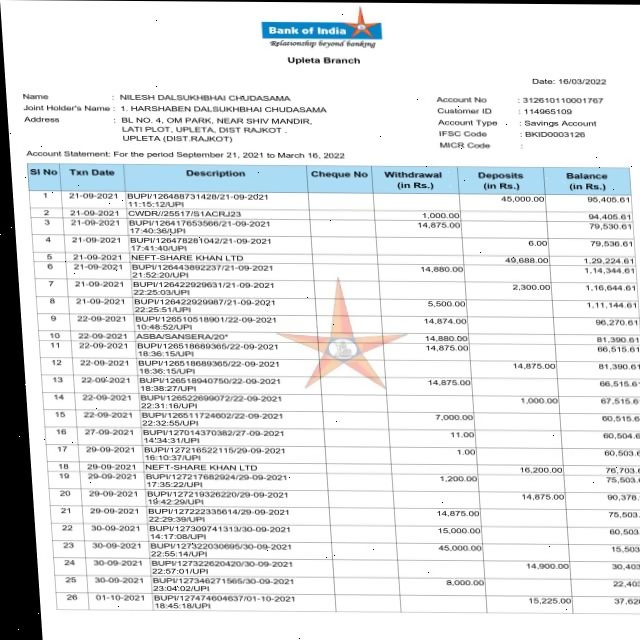 Bank of India
Relationship beyond banking
Upleta Branch
Date: 16/03/2022
Name : NILESH DALSUKHBHAI CHUDASAMA
Joint Holder's Name : 1. HARSHABEN DALSUKHBHAI CHUDASAMA
Address : BL NO. 4, OM PARK, NEAR SHIV MANDIR,
LATI PLOT, UPLETA, DIST RAJKOT .
UPLETA (DIST.RAJKOT)
Account No : 312610110001767
Customer ID : 114965109
Account Type : Savings Account
IFSC Code : BKID0003126
MICR Code :
Account Statement: For the period September 21, 2021 to March 16, 2022
Sl No Txn Date Description Cheque No Withdrawal (in Rs.) Deposits (in Rs.) Balance (in Rs.)
1 21-09-2021 BUPI/126488731428/21-09-2021 45,000.00 95,405.61
11:15:12/UPI
2 21-09-2021 CWDR//25517/S1ACRJ23 1,000.00 94,405.61
3 21-09-2021 BUPI/126417653566/21-09-2021 14,875.00 79,530.61
17:40:36/UPI
4 21-09-2021 BUPI/126478281042/21-09-2021 6.00 79,536.61
17:41:40/UPI
5 21-09-2021 NEFT-SHARE KHAN LTD 49,688.00 1,29,224.61
6 21-09-2021 BUPI/126443892237/21-09-2021 14,880.00 1,14,344.61
21:52:20/UPI
7 21-09-2021 BUPI/126422929631/21-09-2021 2,300.00 1,16,644.61
22:25:03/UPI
8 21-09-2021 BUPI/126422929987/21-09-2021 5,500.00 1,11,144.61
22:25:51/UPI
9 22-09-2021 BUPI/126510518901/22-09-2021 14,874.00 96,270.61
10:48:52/UPI
10 22-09-2021 ASBA/SANSERA/20" 14,880.00 81,390.61
11 22-09-2021 BUPI/126518689365/22-09-2021 14,875.00 66,515.61
18:36:15/UPI
12 22-09-2021 BUPI/126518689365/22-09-2021 14,875.00 81,390.61
18:36:15/UPI
13 22-09-2021 BUPI/126518940750/22-09-2021 14,875.00 66,515.6
18:38:27/UPI
14 22-09-2021 BUPI/126522699072/22-09-2021 1,000.00 67,515.6
22:31:16/UPI
15 22-09-2021 BUPI/126511724602/22-09-2021 7,000.00 60,515.6
22:32:55/UPI
16 27-09-2021 BUPI/127014370382/27-09-2021 11.00 60,504.6
14:34:31/UPI
17 29-09-2021 BUPI/127216522115/29-09-2021 1.00 60,503.6
16:10:37/UPI
18 29-09-2021 NEFT-SHARE KHAN LTD 16,200.00 76,703.6
19 29-09-2021 BUPI/127217682924/29-09-2021 1,200.00 75,503.
17:35:22/UPI
20 29-09-2021 BUPI/127219326220/29-09-2021 14,875.00 90,378.
19:42:29/UPI
21 29-09-2021 BUPI/127222335614/29-09-2021 14,875.00 75,503.
22:29:39/UPI
22 30-09-2021 BUPI/127309741313/30-09-2021 15,000.00 60,503.
14:17:08/UPI
23 30-09-2021 BUPI/127322030695/30-09-2021 45,000.00 15,503
22:55:14/UPI
24 30-09-2021 BUPI/127322620420/30-09-2021 14,900.00 30,403
22:57:01/UPI
25 30-09-2021 BUPI/127346271565/30-09-2021 8,000.00 22,403
23:04:02/UPI
26 01-10-2021 BUPI/127474604637/01-10-2021 15,225.00 37,628
18:45:18/UPI